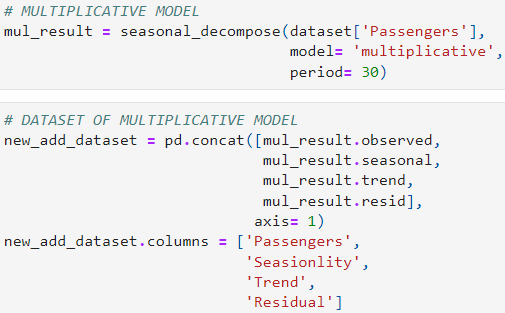 # MULTIPLICATIVE MODEL
mul_result = seasonal_decompose(dataset['Passengers'],
model= 'multiplicative',
period= 30)
# DATASET OF MULTIPLICATIVE MODEL
new_add_dataset = pd.concat([mul_result.observed,
mul_result.seasonal,
mul_result.trend,
mul_result.resid],
axis= 1)
new_add_dataset.columns = ['Passengers',
'Seasionlity',
'Trend',
'Residual']